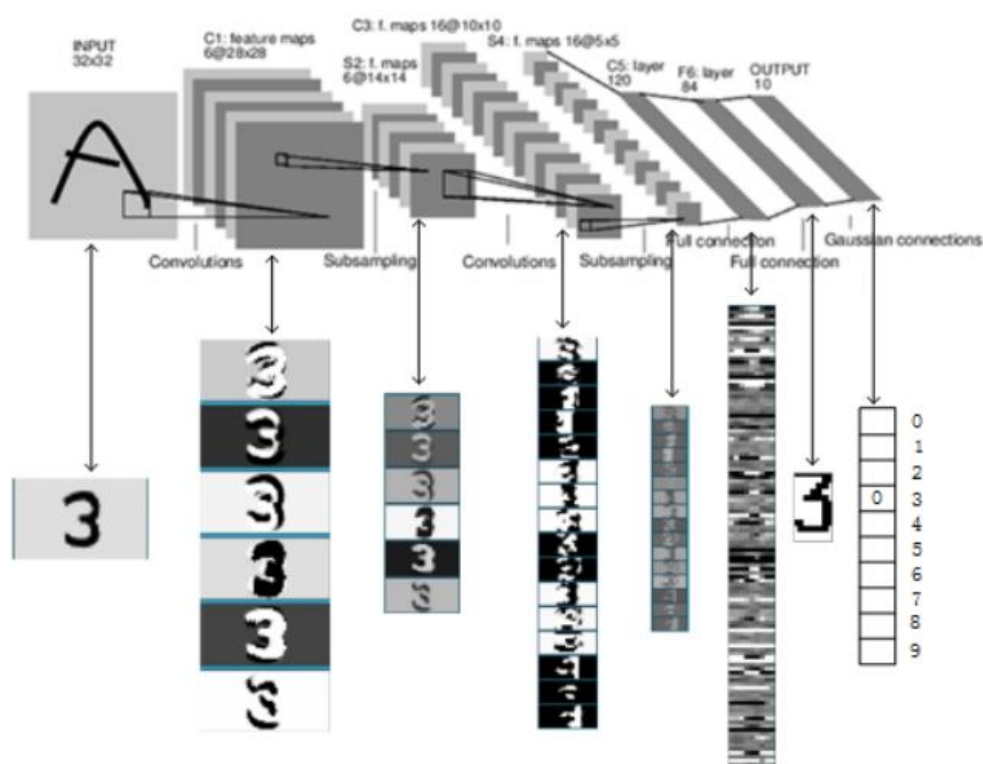 INPUT
32x32
C1: feature maps
6@28x28
S2: f. maps
6@14x14
C3: f. maps 16@10x10
S4: f. maps 16@5x5
C5: layer
120
F6: layer
84
OUTPUT
10
A
Convolutions
Subsampling
Convolutions
Subsampling
Full connection
Full connection
Gaussian connections
3
3
0
0
1
2
3
4
5
6
7
8
9